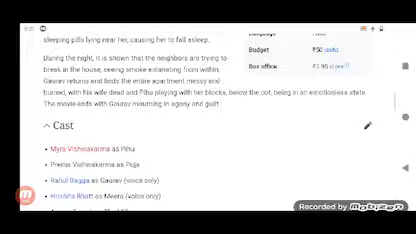 sleeping pills lying near her, causing her to fall asleep.
Language
Budget ₹50 lakhs
Box office ₹2.95 crore[1]
During the night, it is shown that the neighbors are trying to
break in the house, seeing smoke emanating from within.
Gaurav returns and finds the entire apartment messy and
burned, with his wife dead and Pihu playing with her blocks, below the cot, being in an emotionless state.
The movie ends with Gaurav mourning in agony and guilt.
Cast
• Myra Vishwakarma as Pihu
• Prerna Vishwakarma as Puja
• Rahul Bagga as Gaurav (voice only)
• Hrishita Bhatt as Meera (voice only)
Recorded by Mobizen